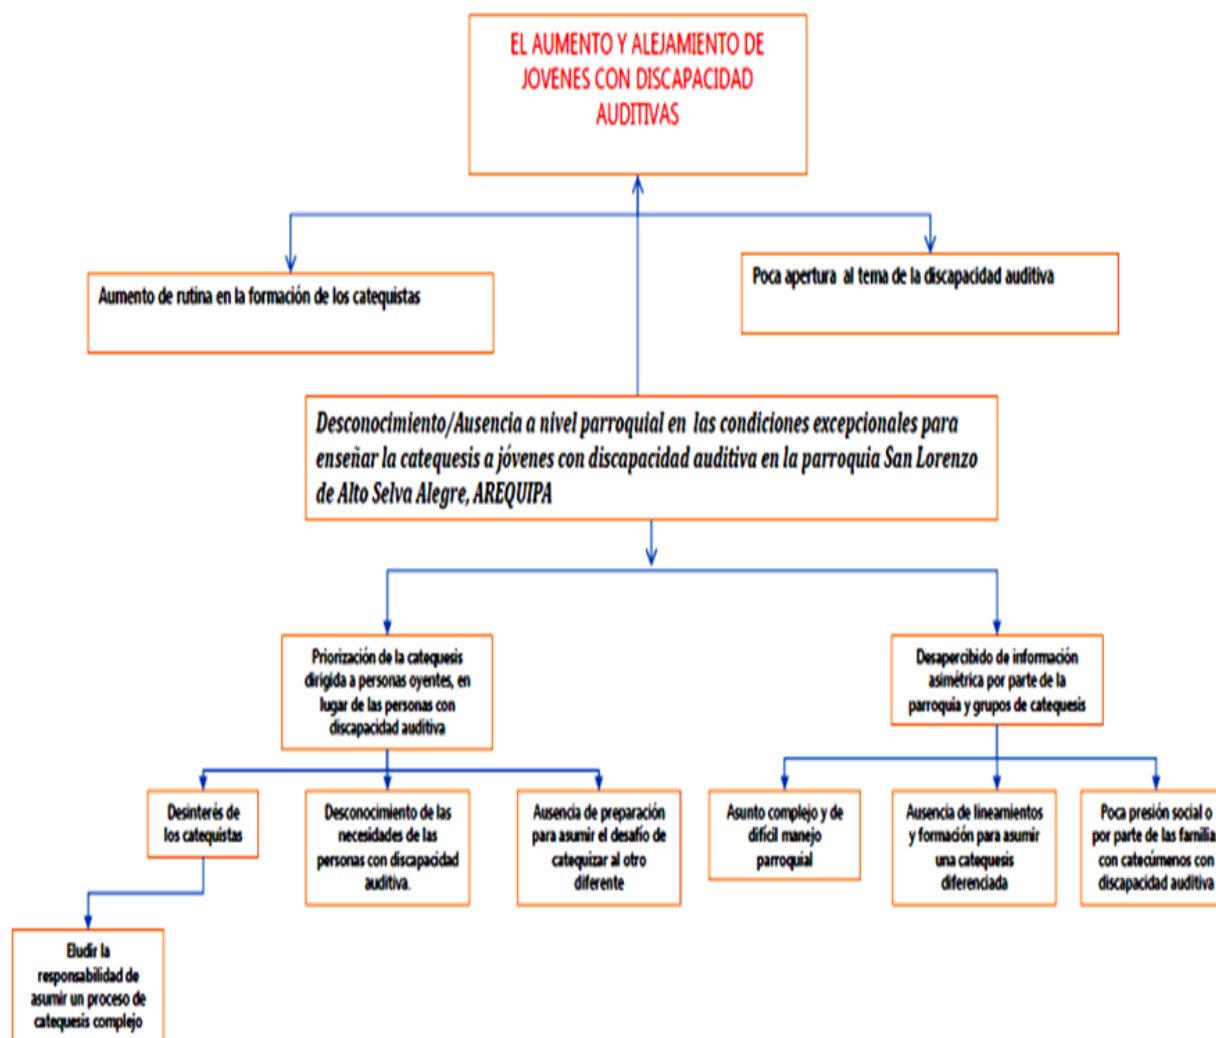 EL AUMENTO Y ALEJAMIENTO DE
JOVENES CON DISCAPACIDAD
AUDITIVAS
Aumento de rutina en la formación de los catequistas
Poca apertura al tema de la discapacidad auditiva
Desconocimiento/Ausencia a nivel parroquial en las condiciones excepcionales para
enseñar la catequesis a jóvenes con discapacidad auditiva en la parroquia San Lorenzo
de Alto Selva Alegre, AREQUIPA
Priorización de la catequesis
dirigida a personas oyentes, en
lugar de las personas con
discapacidad auditiva
Desapercibido de información
asimétrica por parte de la
parroquia y grupos de catequesis
Desinterés de
los catequistas
Desconocimiento de las
necesidades de las
personas con discapacidad
auditiva.
Ausencia de preparación
para asumir el desafío de
catequizar al otro
diferente
Asunto complejo y de
difícil manejo
parroquial
Ausencia de lineamientos
y formación para asumir
una catequesis
diferenciada
Poca presión social o
por parte de las familia
con catecúmenos con
discapacidad auditiva
Eludir la
responsabilidad de
asumir un proceso de
catequesis complejo